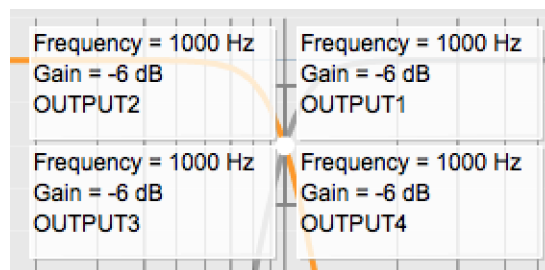 Frequency = 1000 Hz
Gain = -6 dB
OUTPUT2
Frequency = 1000 Hz
Gain = -6 dB
OUTPUT1
Frequency = 1000 Hz
Gain = -6 dB
OUTPUT3
Frequency = 1000 Hz
Gain = -6 dB
OUTPUT4